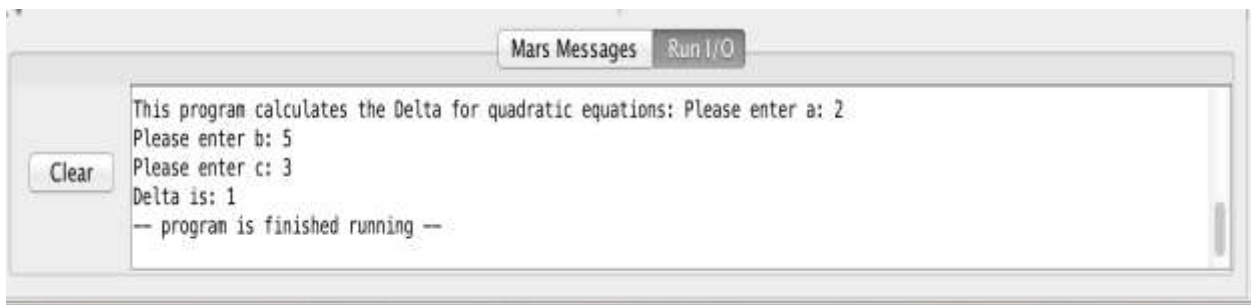 Mars Messages Run I/O
This program calculates the Delta for quadratic equations: Please enter a: 2
Please enter b: 5
Clear
Please enter c: 3
Delta is: 1
-- program is finished running --